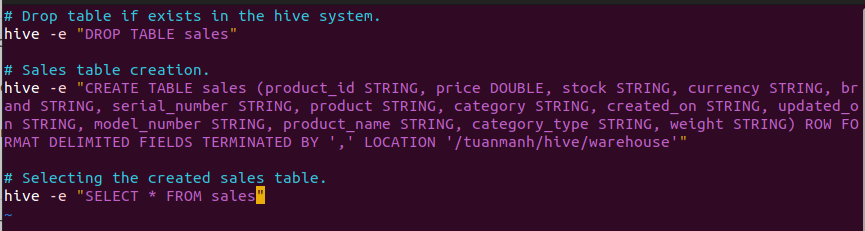 # Drop table if exists in the hive system.
hive -e "DROP TABLE sales"
# Sales table creation.
hive -e "CREATE TABLE sales (product_id STRING, price DOUBLE, stock STRING, currency STRING, br
and STRING, serial_number STRING, product STRING, category STRING, created_on STRING, updated_o
n STRING, model_number STRING, product_name STRING, category_type STRING, weight STRING) ROW FO
RMAT DELIMITED FIELDS TERMINATED BY ',' LOCATION '/tuanmanh/hive/warehouse'"
# Selecting the created sales table.
hive -e "SELECT * FROM sales"
~